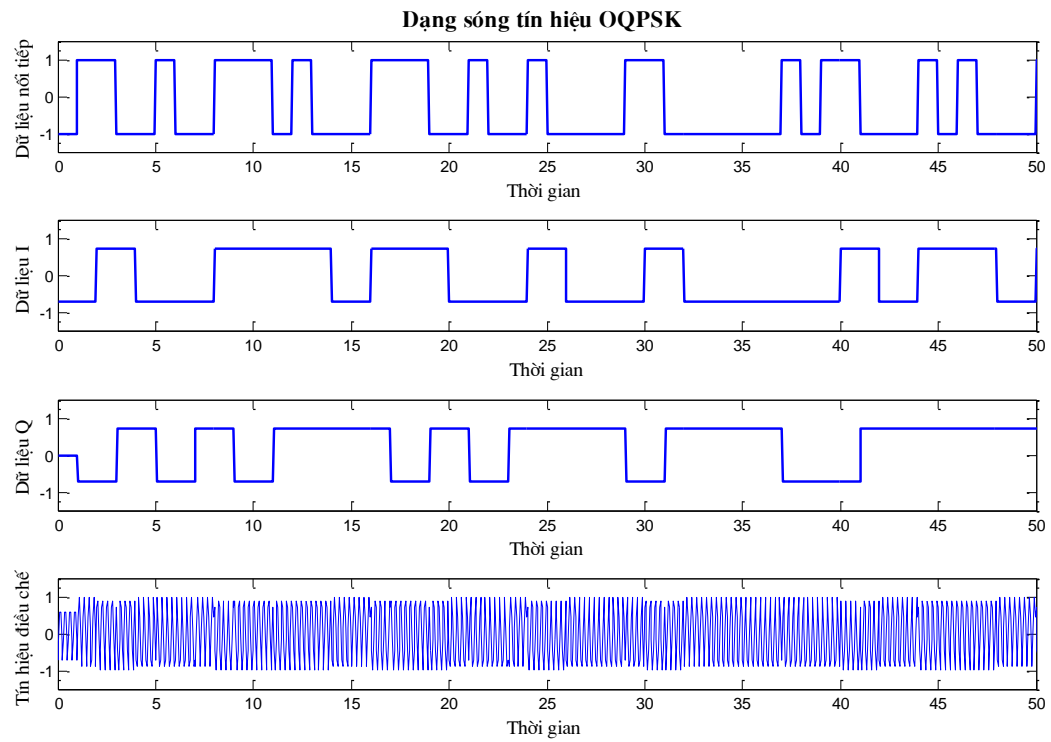 Dạng sóng tín hiệu OQPSK
Dữ liệu nối tiếp
1
0
-1
0 5 10 15 20 25 30 35 40 45 50
Thời gian
Dữ liệu I
1
0
-1
0 5 10 15 20 25 30 35 40 45 50
Thời gian
Dữ liệu Q
1
0
-1
0 5 10 15 20 25 30 35 40 45 50
Thời gian
Tín hiệu điều chế
1
0
-1
0 5 10 15 20 25 30 35 40 45 50
Thời gian